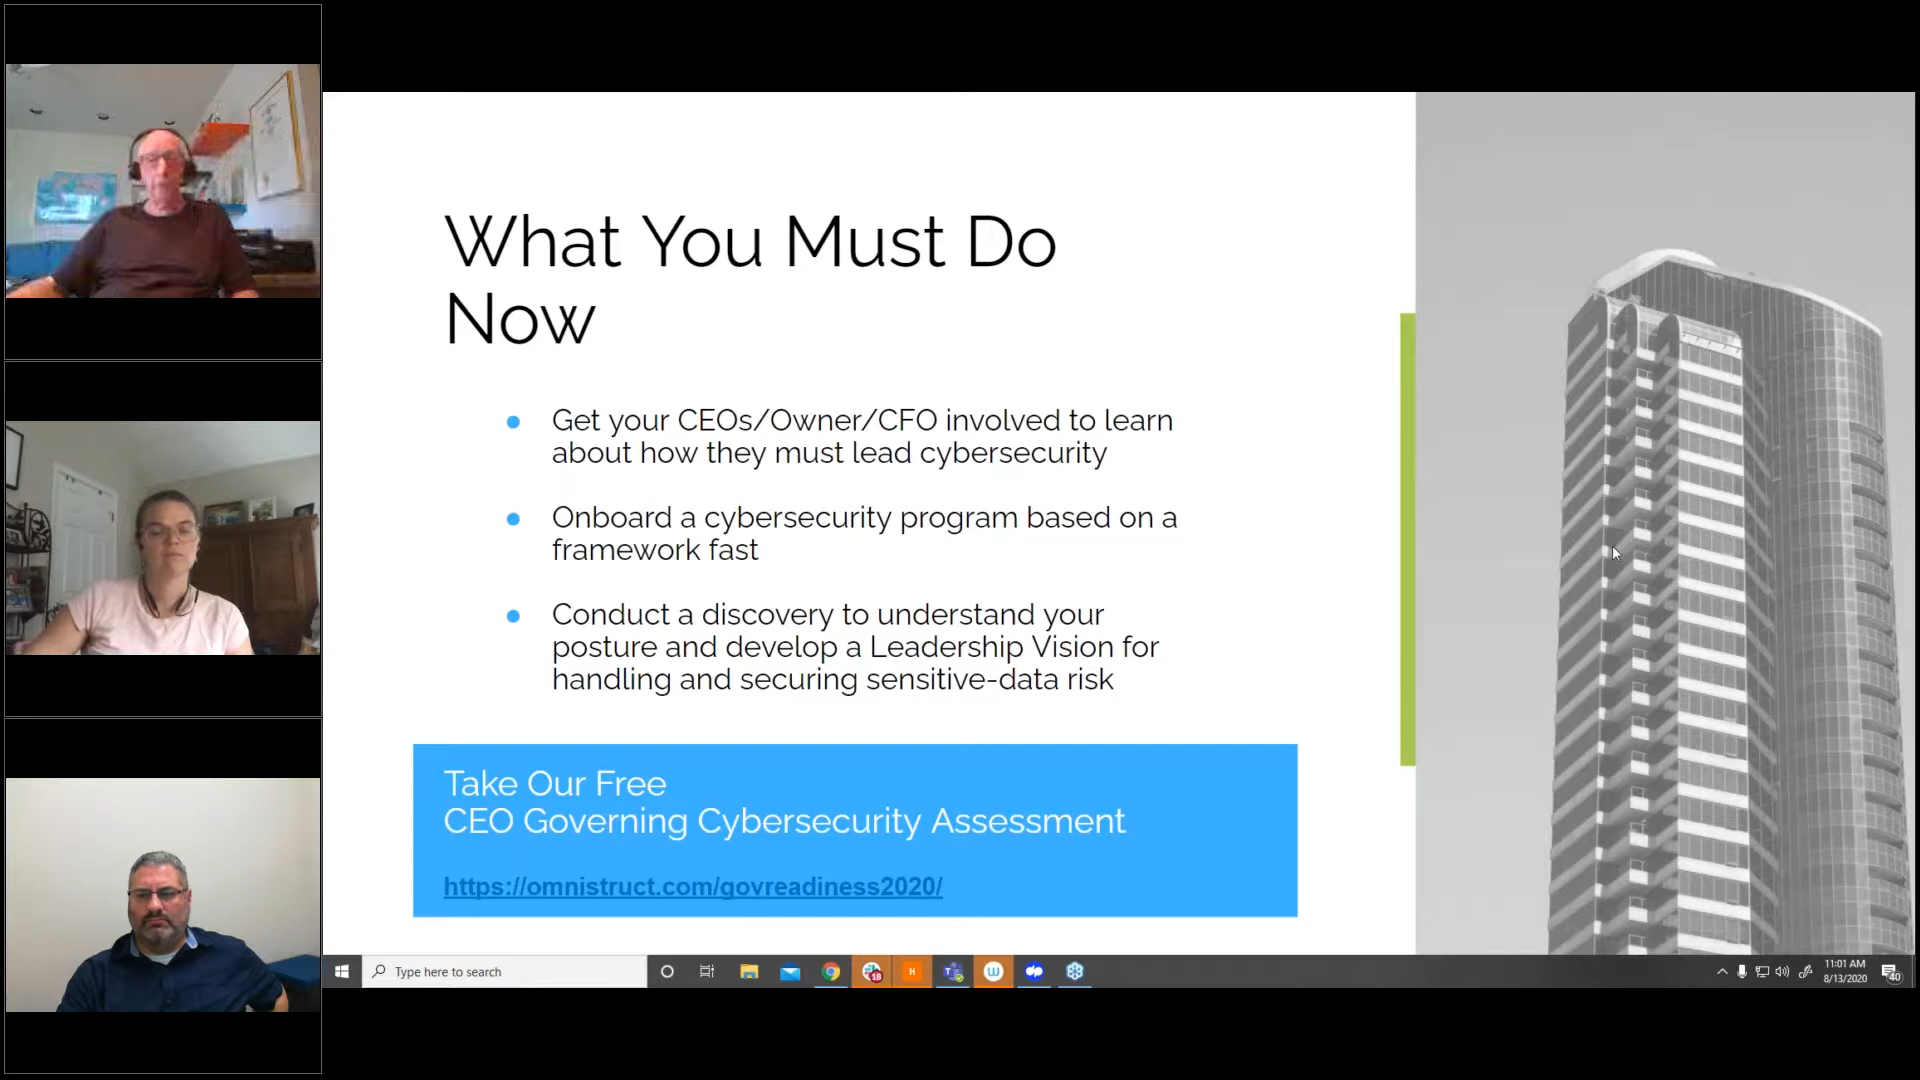 What You Must Do
Now
Get your CEOs/Owner/CFO involved to learn
about how they must lead cybersecurity
Onboard a cybersecurity program based on a
framework fast
Conduct a discovery to understand your
posture and develop a Leadership Vision for
handling and securing sensitive-data risk
Take Our Free
CEO Governing Cybersecurity Assessment
https://omnistruct.com/govreadiness2020/
Type here to search
18
H
W
11:01 AM
8/13/2020
40